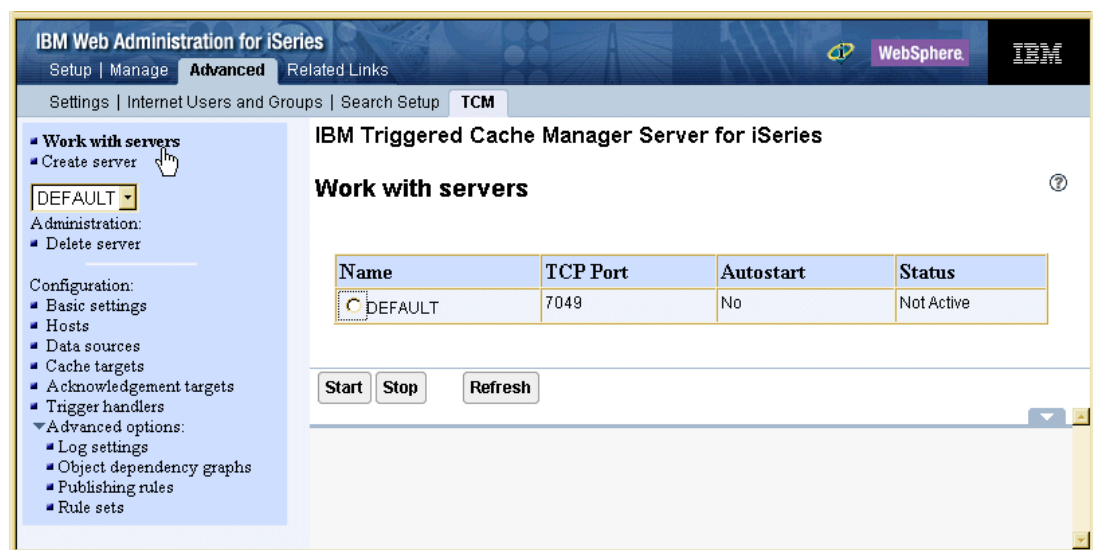 IBM Web Administration for iSeries
WebSphere.
IBM
Setup | Manage Advanced Related Links
Settings | Internet Users and Groups | Search Setup TCM
Work with servers
Create server
DEFAULT
Administration:
Delete server
Configuration:
Basic settings
Hosts
Data sources
Cache targets
Acknowledgement targets
Trigger handlers
Advanced options:
Log settings
Object dependency graphs
Publishing rules
Rule sets
IBM Triggered Cache Manager Server for iSeries
Work with servers
?
Name TCP Port Autostart Status
DEFAULT 7049 No Not Active
Start Stop Refresh